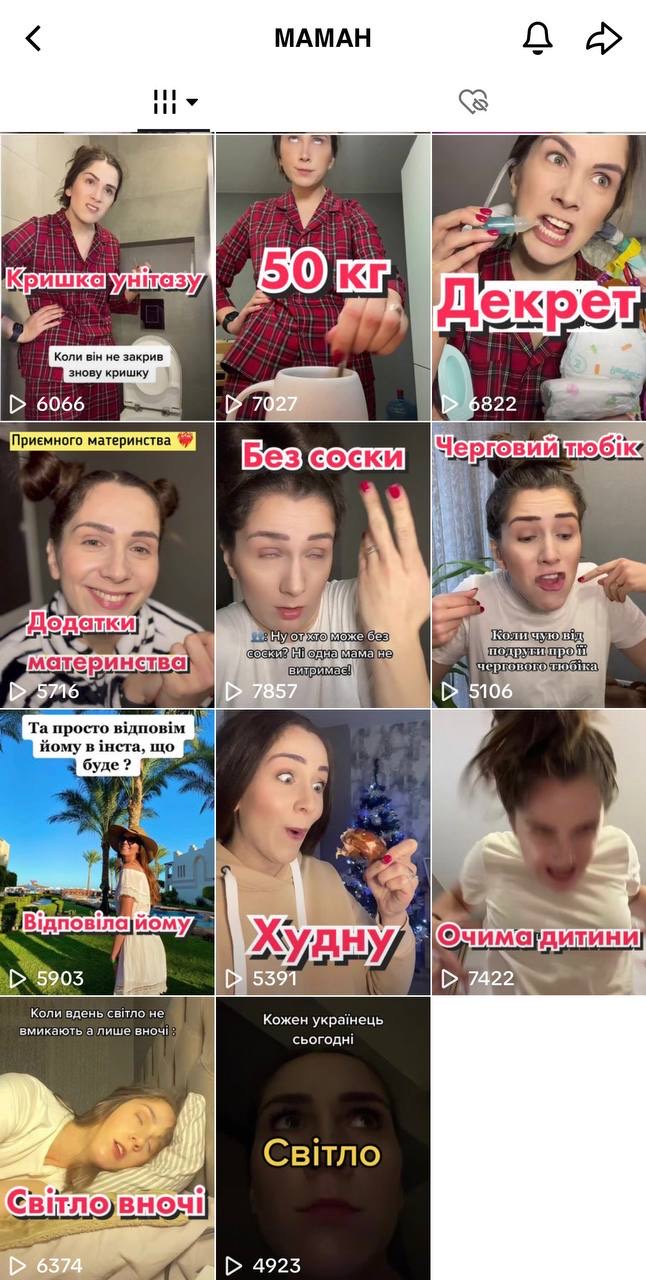 МАМАН
Кришка унітазу
Коли він не закрив
знову кришку
6066
50 кг
7027
Декрет
6822
Приємного материнства ❤️‍🔥
Додатки
материнства
5716
Без соски
👥: Ну от хто може без
соски? Ні одна мама не
витримає!
7857
Черговий тюбік
Коли чую від
подруги про її
чергового тюбіка
5106
Та просто відповім
йому в інста, що
буде ?
Відповіла йому
5903
Худну
5391
Очима дитини
7422
Коли вдень світло не
вмикають а лише вночі :
Світло вночі
6374
Кожен українець
сьогодні
Світло
4923